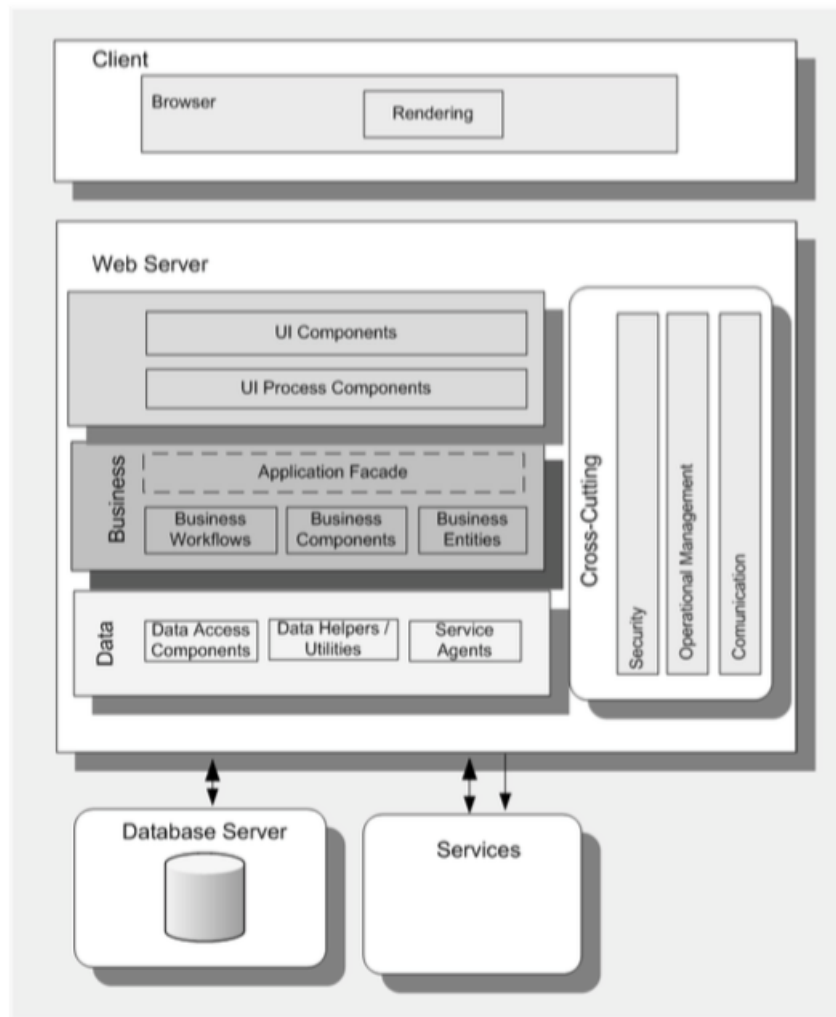 Client
Browser
Rendering
Web Server
UI Components
UI Process Components
Business
Application Facade
Business
Workflows
Business
Components
Business
Entities
Data
Data Access
Components
Data Helpers /
Utilities
Service
Agents
Cross-Cutting
Security
Operational Management
Comunication
Database Server
Services